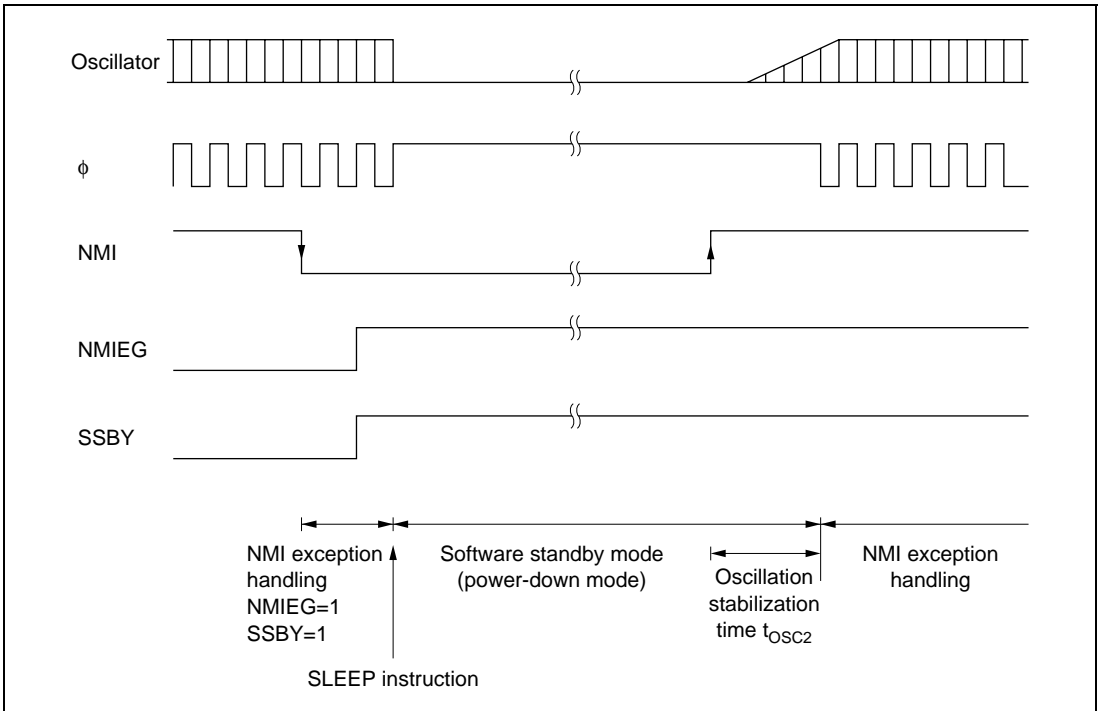 Oscillator
φ
NMI
NMIEG
SSBY
NMI exception
handling
NMIEG=1
SSBY=1
SLEEP instruction
Software standby mode
(power-down mode)
Oscillation
stabilization
time tOSC2
NMI exception
handling